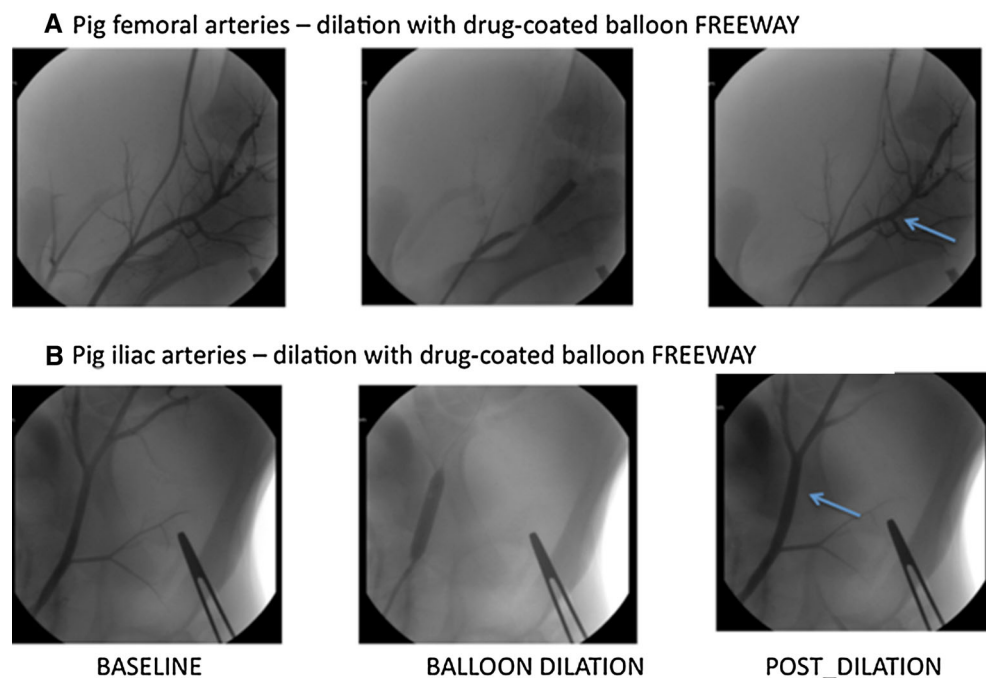 A Pig femoral arteries – dilation with drug-coated balloon FREEWAY
B Pig iliac arteries – dilation with drug-coated balloon FREEWAY
BASELINE BALLOON DILATION POST_DILATION